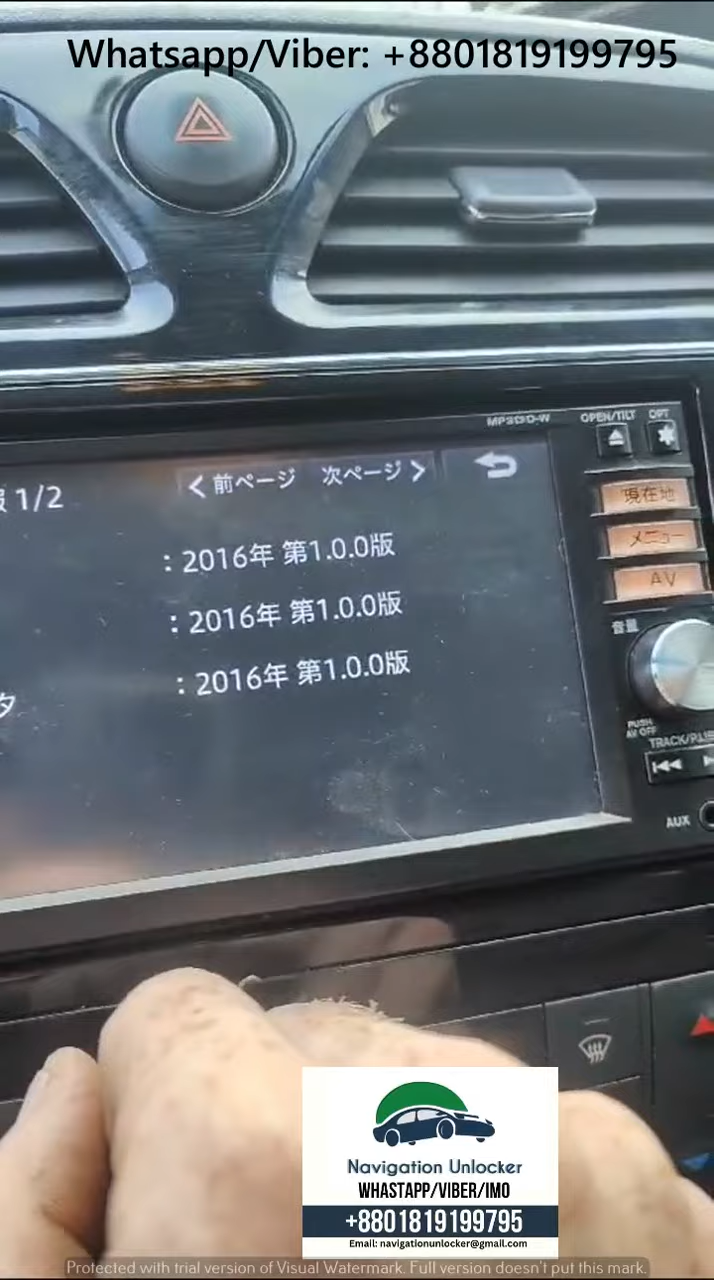 Whatsapp/Viber: +8801819199795
OPEN/TILT
1/2
前ページ 次ページ
現在地
: 2016年 第1.0.0版
メニュー
AV
: 2016年 第1.0.0版
音量
: 2016年 第1.0.0版
タ
PUSH
AV OFF
AUX
Navigation Unlocker
WHASTAPP/VIBER/IMO
+8801819199795
Email: navigationunlocker@gmail.com
Protected with trial version of Visual Watermark. Full version doesn't put this mark.